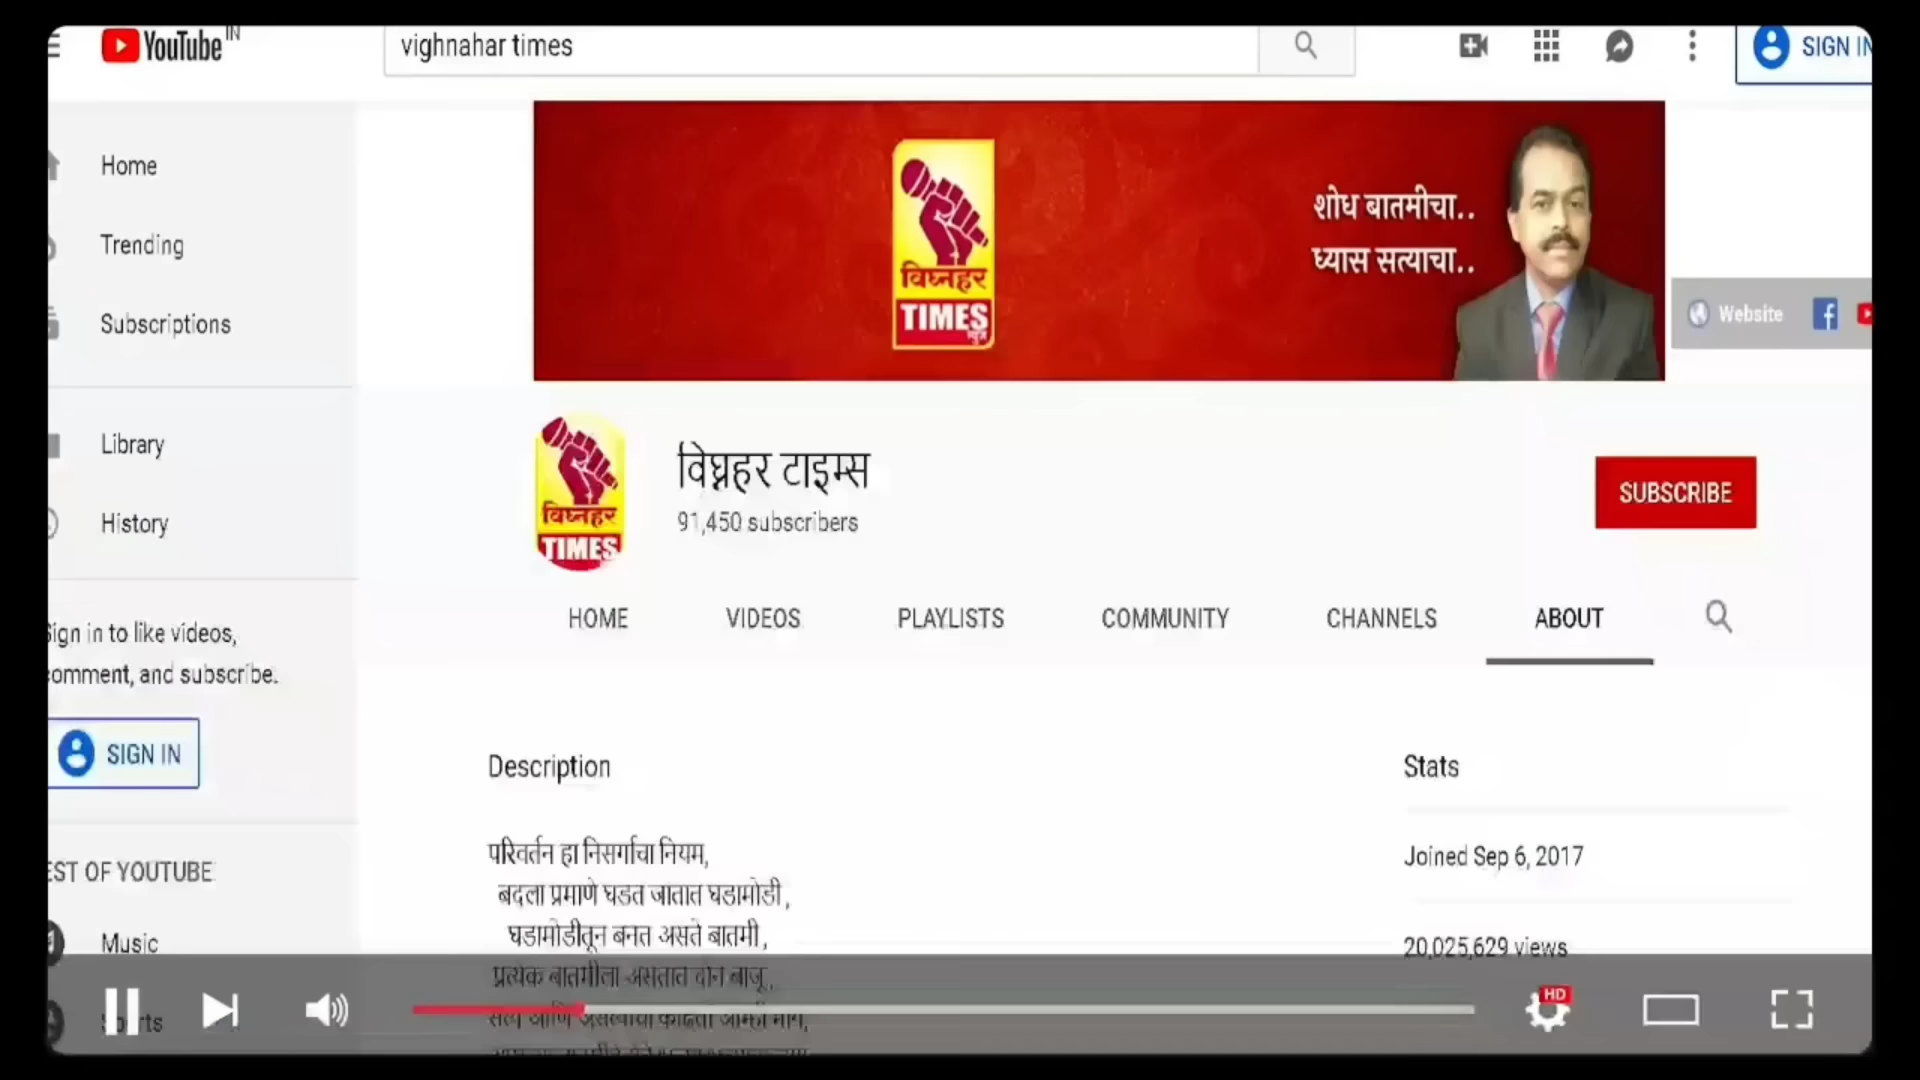 YouTube IN
vighnahar times
SIGN IN
Home
Trending
Subscriptions
Library
History
Sign in to like videos,
comment, and subscribe.
SIGN IN
BEST OF YOUTUBE
Music
Sports
विघ्नहर
TIMES
न्यूज
शोध बातमीचा..
ध्यास सत्याचा..
Website
विघ्नहर
TIMES
विघ्नहर टाइम्स
91,450 subscribers
SUBSCRIBE
HOME VIDEOS PLAYLISTS COMMUNITY CHANNELS ABOUT
Description
परिवर्तन हा निसर्गाचा नियम,
बदला प्रमाणे घडत जातात घडामोडी,
घडामोडीतून बनत असते बातमी,
प्रत्येक बातमीला असतात दोन बाजू,
सत्य आणि
Stats
Joined Sep 6, 2017
20,025,629 views
HD